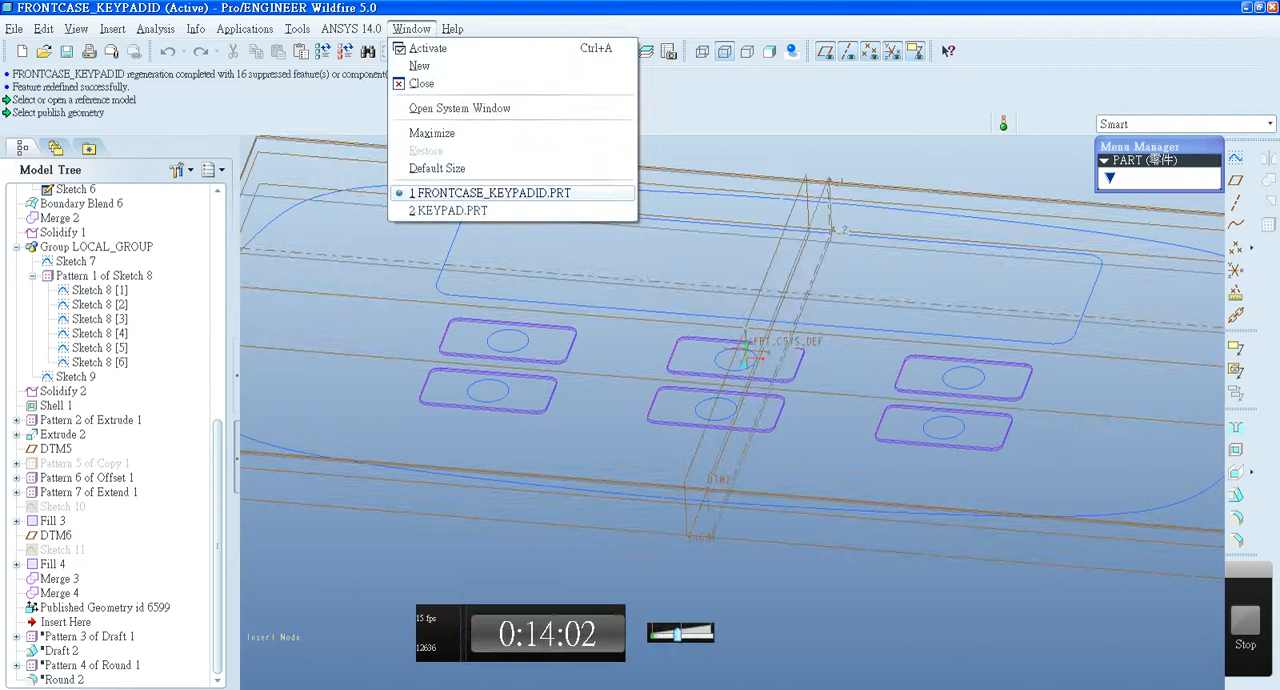 FRONTCASE_KEYPADID (Active) - Pro/ENGINEER Wildfire 5.0
File Edit View Insert Analysis Info Applications Tools ANSYS 14.0 Window Help
FRONTCASE_KEYPADID regeneration completed with 16 suppressed feature(s) or component(
Feature redefined successfully.
Select or open a reference model
Select publish geometry
Activate Ctrl+A
New
Close
Open System Window
Maximize
Restore
Default Size
1 FRONTCASE_KEYPADID.PRT
2 KEYPAD.PRT
Smart
Menu Manager
PART (零件)
Model Tree
Sketch 6
Boundary Blend 6
Merge 2
Solidify 1
Group LOCAL_GROUP
Sketch 7
Pattern 1 of Sketch 8
Sketch 8 [1]
Sketch 8 [2]
Sketch 8 [3]
Sketch 8 [4]
Sketch 8 [5]
Sketch 8 [6]
Sketch 9
Solidify 2
Shell 1
Pattern 2 of Extrude 1
Extrude 2
DTM5
Pattern 5 of Copy 1
Pattern 6 of Offset 1
Pattern 7 of Extend 1
Sketch 10
Fill 3
DTM6
Sketch 11
Fill 4
Merge 3
Merge 4
Published Geometry id 6599
Insert Here
Pattern 3 of Draft 1
Draft 2
Pattern 4 of Round 1
Round 2
A_2
PRT_CSYS_DEF
DTM2
Insert Mode
15 fps
12636
0:14:02
Stop